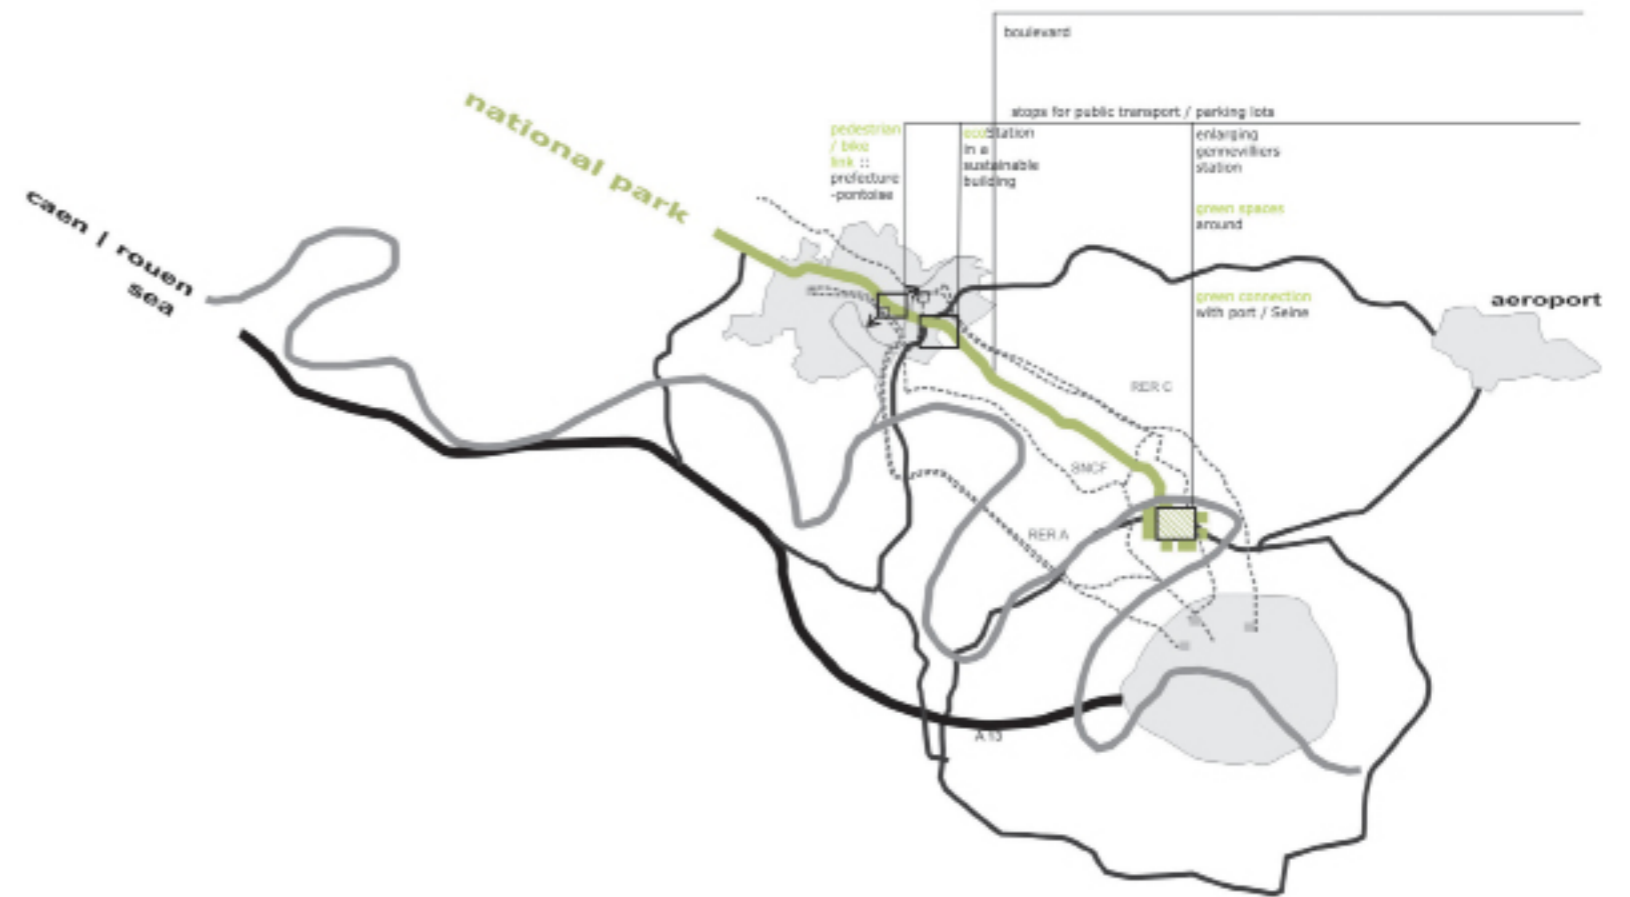 boulevard
stops for public transport / parking lots
national park
pedestrian
/ bike
link ::
prefecture
-pontoise
ecoStation
in a
sustainable
building
enlarging
gennevilliers
station
green spaces
around
green connection
with port / Seine
caen | rouen
sea
aeroport
RER C
SNCF
RER A
A 13